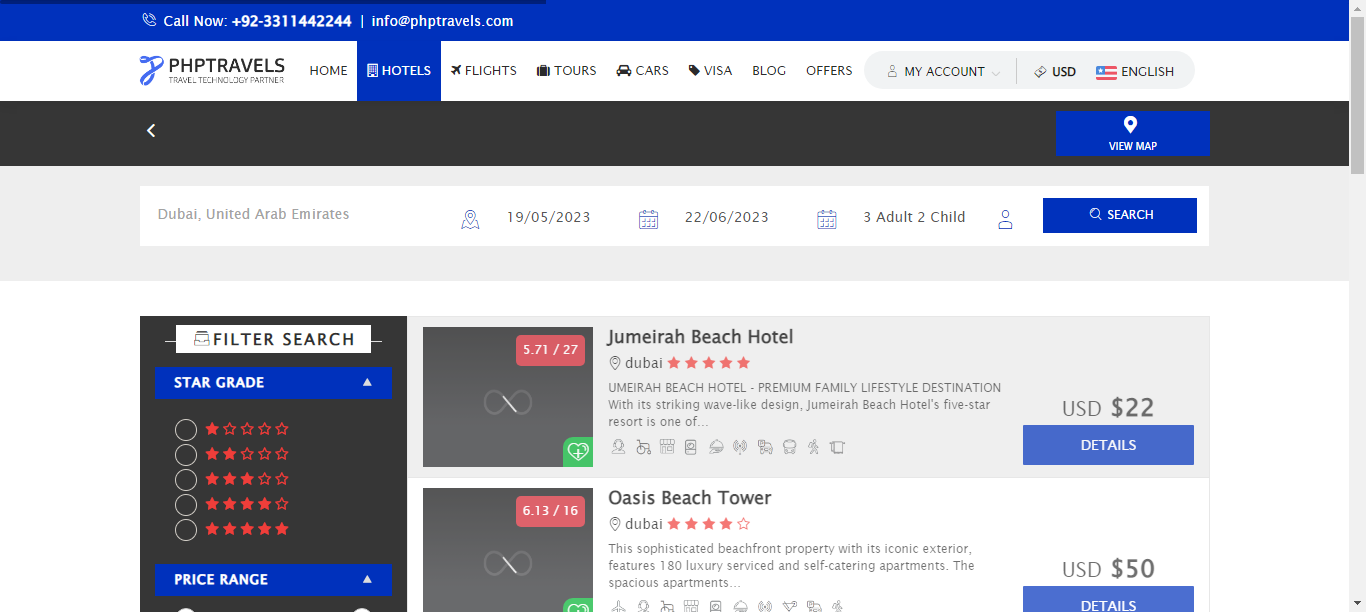 Call Now: +92-3311442244 | info@phptravels.com
PHPTRAVELS
TRAVEL TECHNOLOGY PARTNER
HOME HOTELS FLIGHTS TOURS CARS VISA BLOG OFFERS MY ACCOUNT USD ENGLISH
VIEW MAP
Dubai, United Arab Emirates 19/05/2023 22/06/2023 3 Adult 2 Child SEARCH
FILTER SEARCH
STAR GRADE
PRICE RANGE
5.71 / 27
Jumeirah Beach Hotel
dubai
UMEIRAH BEACH HOTEL - PREMIUM FAMILY LIFESTYLE DESTINATION
With its striking wave-like design, Jumeirah Beach Hotel's five-star
resort is one of...
USD $22
DETAILS
6.13 / 16
Oasis Beach Tower
dubai
This sophisticated beachfront property with its iconic exterior,
features 180 luxury serviced and self-catering apartments. The
spacious apartments...
USD $50
DETAILS